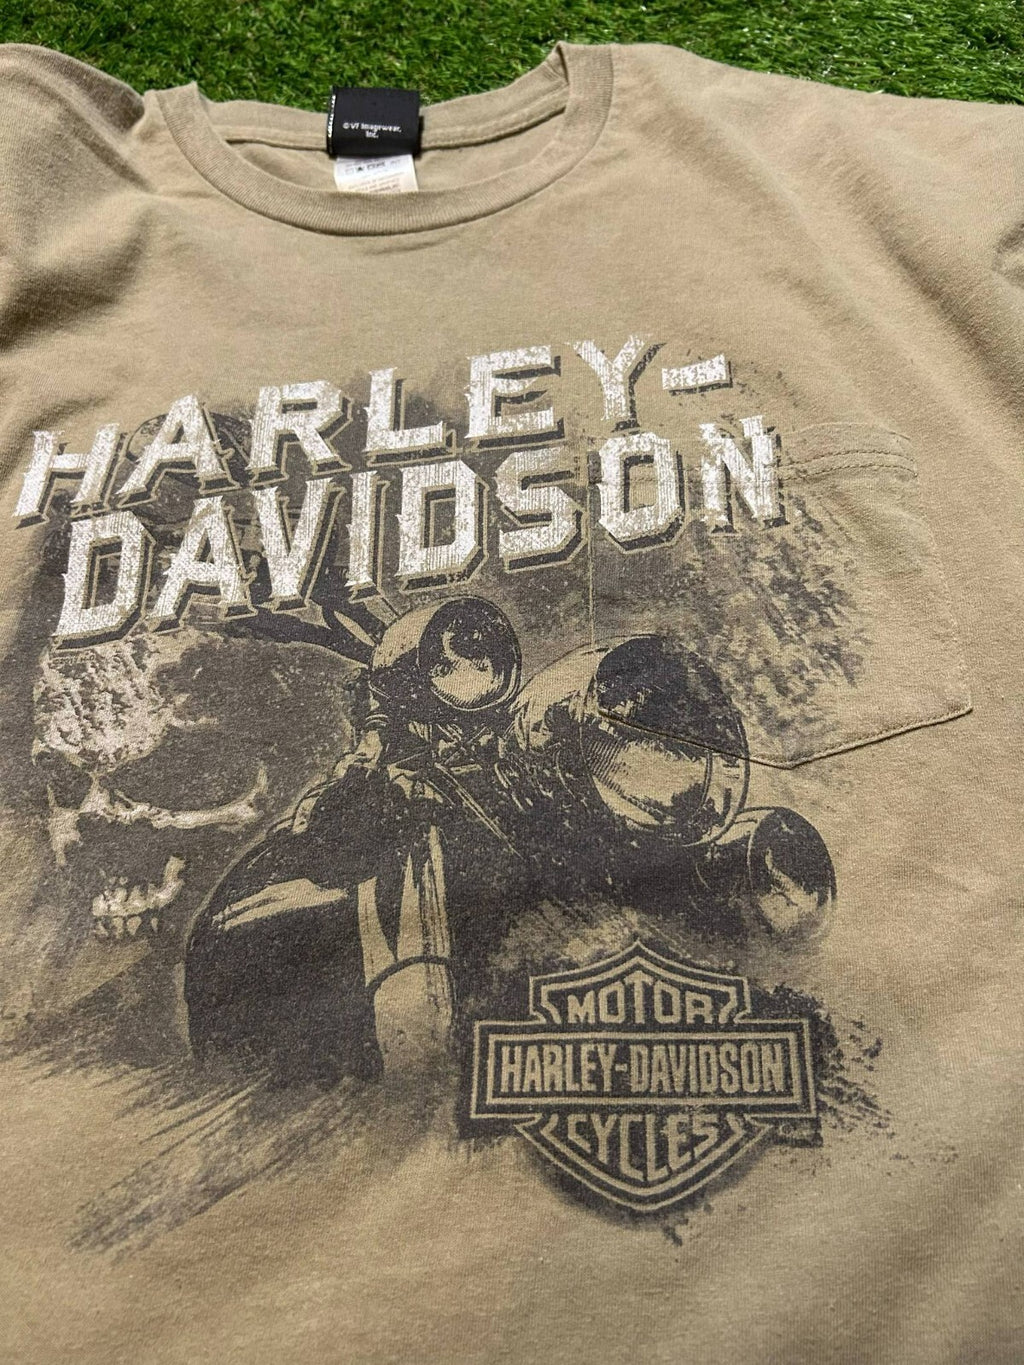 ©VF Imagewear,
Inc.
HARLEY-
DAVIDSON
MOTOR
HARLEY-DAVIDSON
CYCLES